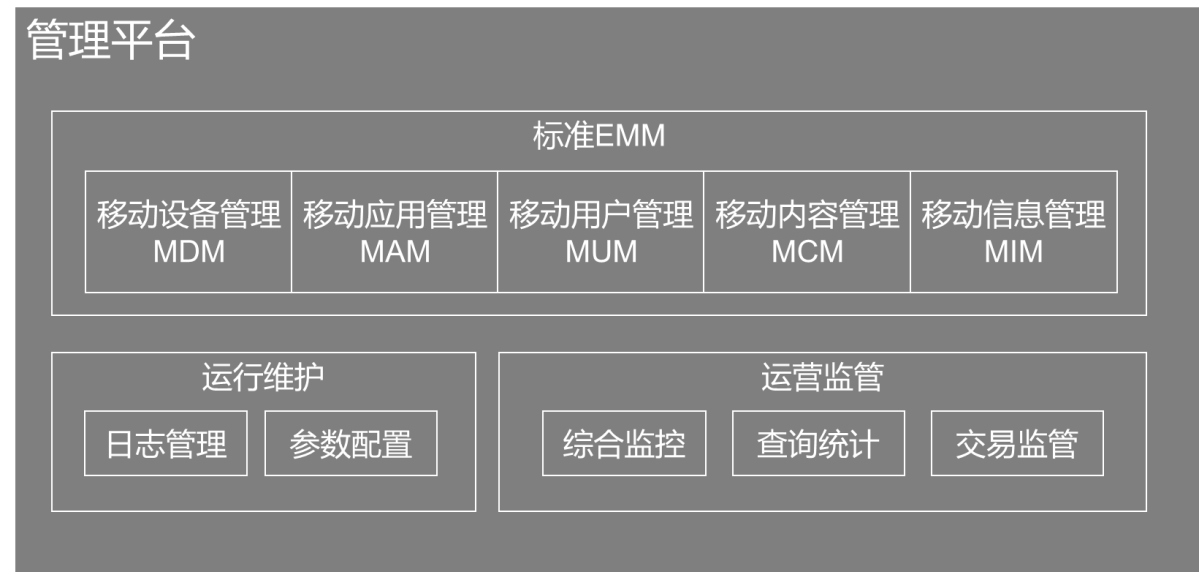 管理平台
标准EMM
移动设备管理
MDM
移动应用管理
MAM
移动用户管理
MUM
移动内容管理
MCM
移动信息管理
MIM
运行维护
日志管理
参数配置
运营监管
综合监控
查询统计
交易监管